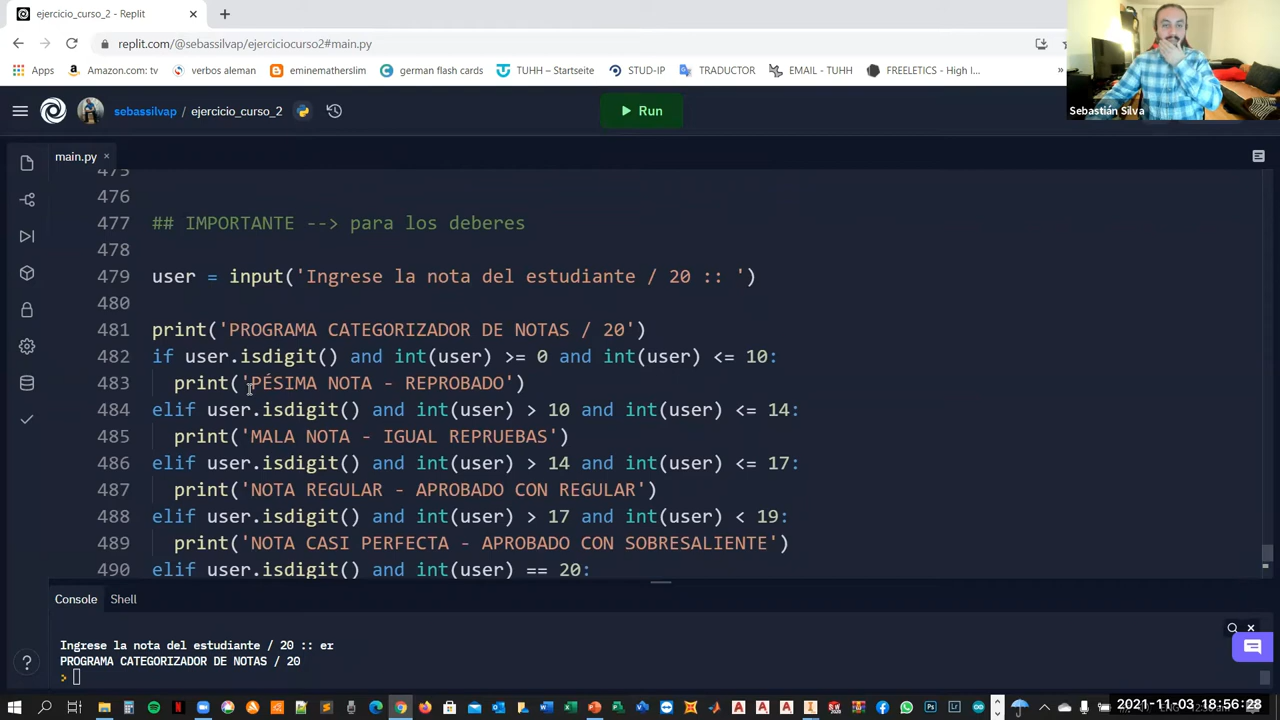 ejercicio_curso_2 - Replit
replit.com/@sebassilvap/ejerciciocurso2#main.py
Apps
Amazon.com: tv
verbos aleman
eminematherslim
german flash cards
TUHH – Startseite
STUD-IP
TRADUCTOR
EMAIL - TUHH
FREELETICS - High I...
»
Sebastián Silva
sebassilvap / ejercicio_curso_2
Run
main.py
475
476
477 ## IMPORTANTE --> para los deberes
478
479 user = input('Ingrese la nota del estudiante / 20 :: ')
480
481 print('PROGRAMA CATEGORIZADOR DE NOTAS / 20')
482 if user.isdigit() and int(user) >= 0 and int(user) <= 10:
483 print('PÉSIMA NOTA - REPROBADO')
484 elif user.isdigit() and int(user) > 10 and int(user) <= 14:
485 print('MALA NOTA - IGUAL REPRUEBAS')
486 elif user.isdigit() and int(user) > 14 and int(user) <= 17:
487 print('NOTA REGULAR - APROBADO CON REGULAR')
488 elif user.isdigit() and int(user) > 17 and int(user) < 19:
489 print('NOTA CASI PERFECTA - APROBADO CON SOBRESALIENTE')
490 elif user.isdigit() and int(user) == 20:
Console Shell
Ingrese la nota del estudiante / 20 :: er
PROGRAMA CATEGORIZADOR DE NOTAS / 20
>
2021-11-03 18:56:28